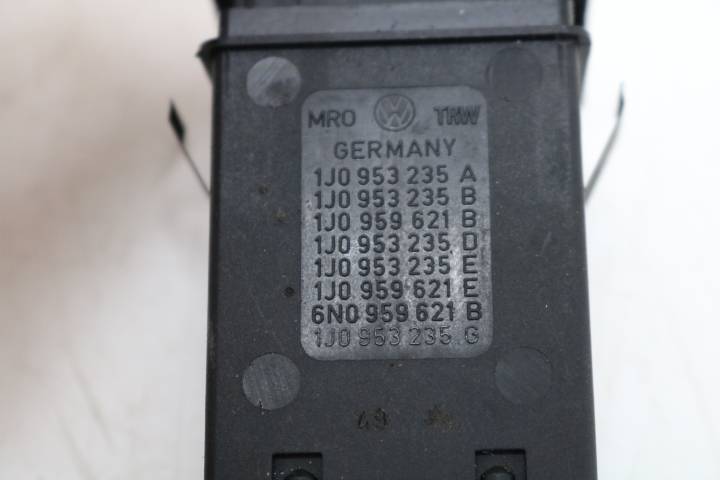 MRO VW TRW
GERMANY
1J0 953 235 A
1J0 953 235 B
1J0 959 621 B
1J0 953 235 D
1J0 953 235 E
1J0 959 621 E
6N0 959 621 B
1J0 953 235 G
49